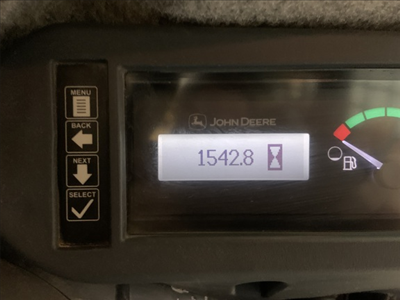 MENU
BACK
NEXT
SELECT
JOHN DEERE
1542.8